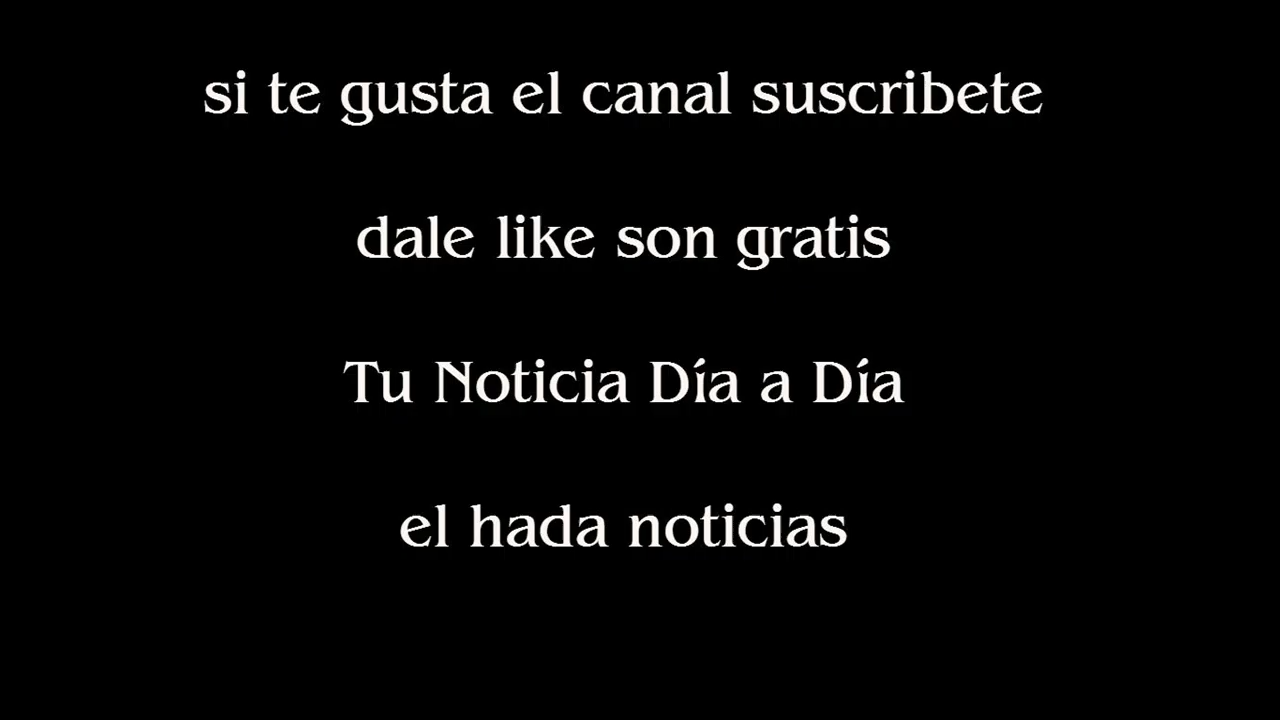 si te gusta el canal suscribete
dale like son gratis
Tu Noticia Día a Día
el hada noticias